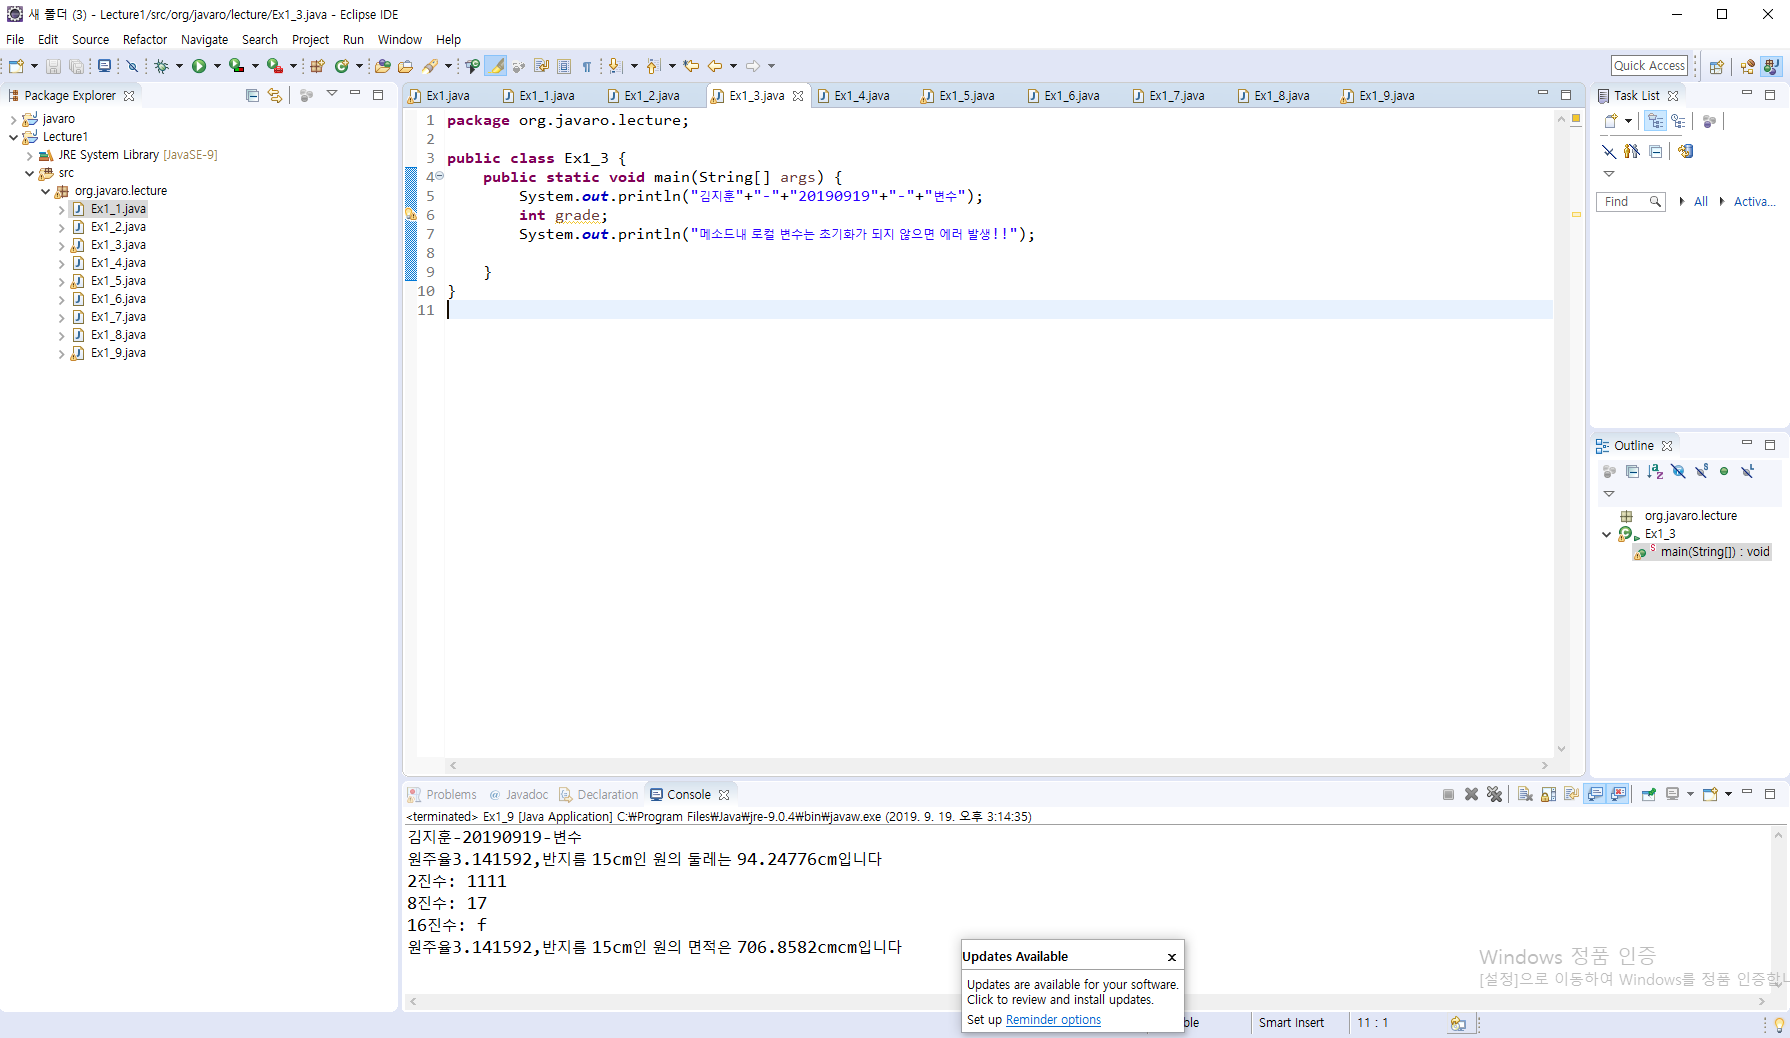 새 폴더 (3) - Lecture1/src/org/javaro/lecture/Ex1_3.java - Eclipse IDE
File Edit Source Refactor Navigate Search Project Run Window Help
Quick Access
Package Explorer
javaro
Lecture1
JRE System Library [JavaSE-9]
src
org.javaro.lecture
Ex1_1.java
Ex1_2.java
Ex1_3.java
Ex1_4.java
Ex1_5.java
Ex1_6.java
Ex1_7.java
Ex1_8.java
Ex1_9.java
Ex1.java Ex1_1.java Ex1_2.java Ex1_3.java Ex1_4.java Ex1_5.java Ex1_6.java Ex1_7.java Ex1_8.java Ex1_9.java
1 package org.javaro.lecture;
2
3 public class Ex1_3 {
4 public static void main(String[] args) {
5 System.out.println("김지훈"+"-"+"20190919"+"-"+"변수");
6 int grade;
7 System.out.println("메소드내 로컬 변수는 초기화가 되지 않으면 에러 발생!!");
8
9 }
10 }
11
Task List
Find All Activa...
Outline
org.javaro.lecture
Ex1_3
main(String[]) : void
Problems @ Javadoc Declaration Console
<terminated> Ex1_9 [Java Application] C:₩Program Files₩Java₩jre-9.0.4₩bin₩javaw.exe (2019. 9. 19. 오후 3:14:35)
김지훈-20190919-변수
원주율3.141592,반지름 15cm인 원의 둘레는 94.24776cm입니다
2진수: 1111
8진수: 17
16진수: f
원주율3.141592,반지름 15cm인 원의 면적은 706.8582cmcm입니다
Updates Available
Updates are available for your software.
Click to review and install updates.
Set up Reminder options
Windows 정품 인증
[설정]으로 이동하여 Windows를 정품 인증합니
ble Smart Insert 11 : 1